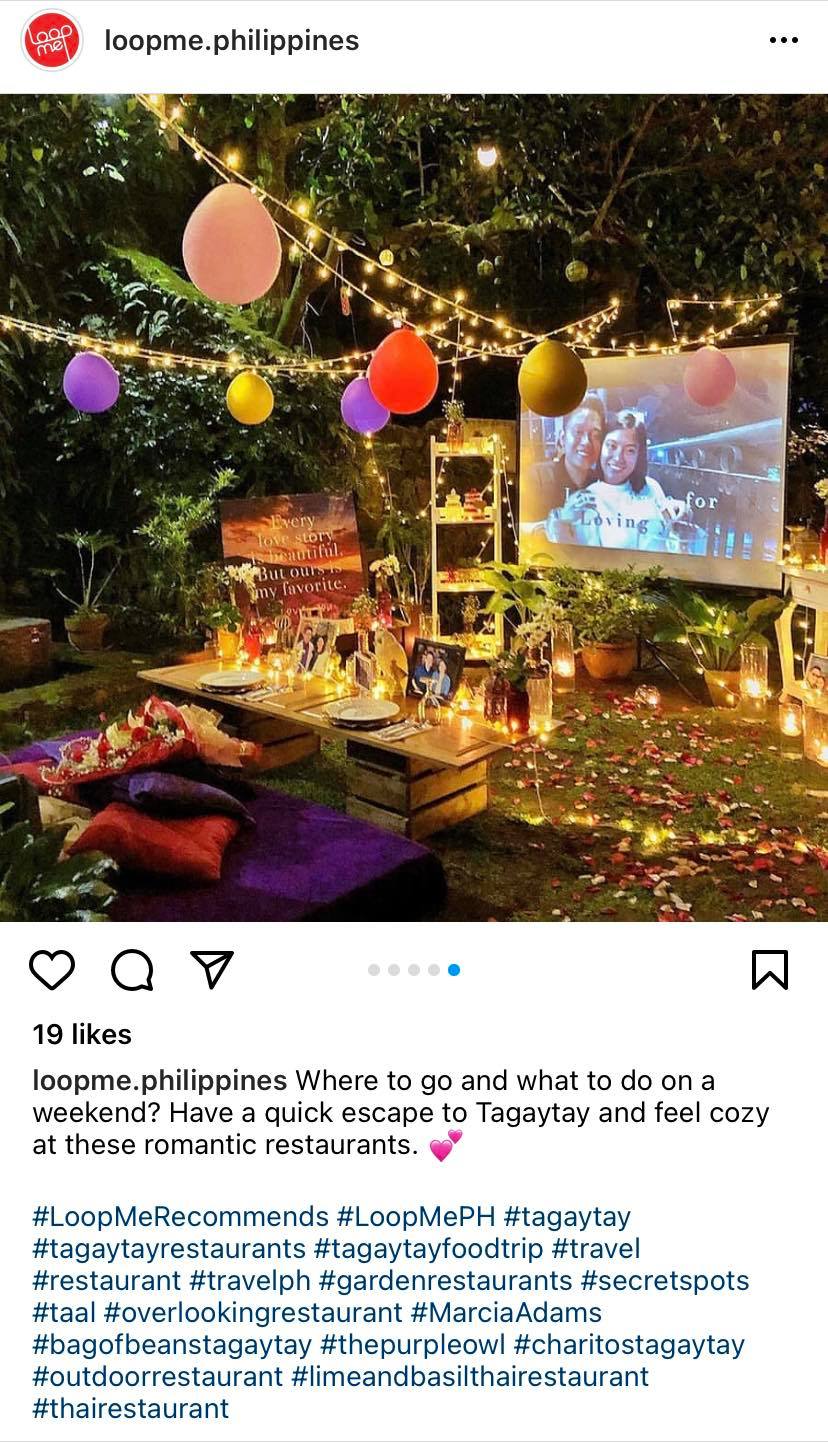 Loop
me
loopme.philippines
Every
love story
is beautiful.
But ours is
my favorite.
for
Loving
19 likes
loopme.philippines Where to go and what to do on a
weekend? Have a quick escape to Tagaytay and feel cozy
at these romantic restaurants. 💕
#LoopMeRecommends #LoopMePH #tagaytay
#tagaytayrestaurants #tagaytayfoodtrip #travel
#restaurant #travelph #gardenrestaurants #secretspots
#taal #overlookingrestaurant #MarciaAdams
#bagofbeanstagaytay #thepurpleowl #charitostagaytay
#outdoorrestaurant #limeandbasilthairestaurant
#thairestaurant